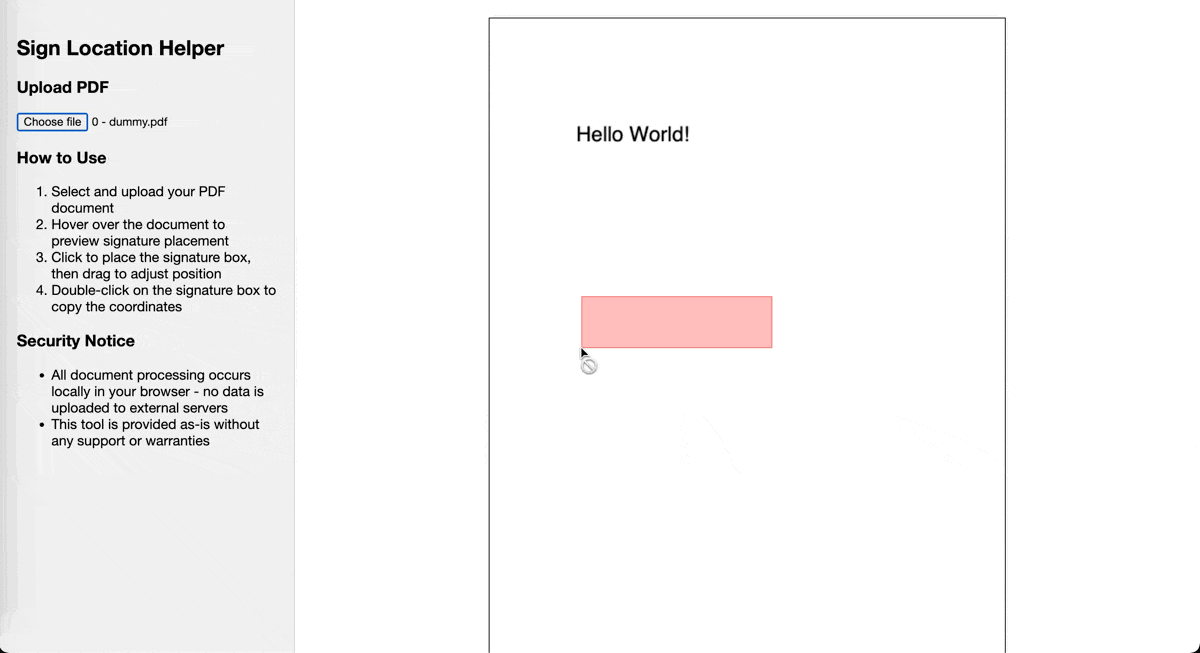 Sign Location Helper
Upload PDF
Choose file 0 - dummy.pdf
How to Use
1. Select and upload your PDF
document
2. Hover over the document to
preview signature placement
3. Click to place the signature box,
then drag to adjust position
4. Double-click on the signature box to
copy the coordinates
Security Notice
• All document processing occurs
locally in your browser - no data is
uploaded to external servers
• This tool is provided as-is without
any support or warranties
Hello World!